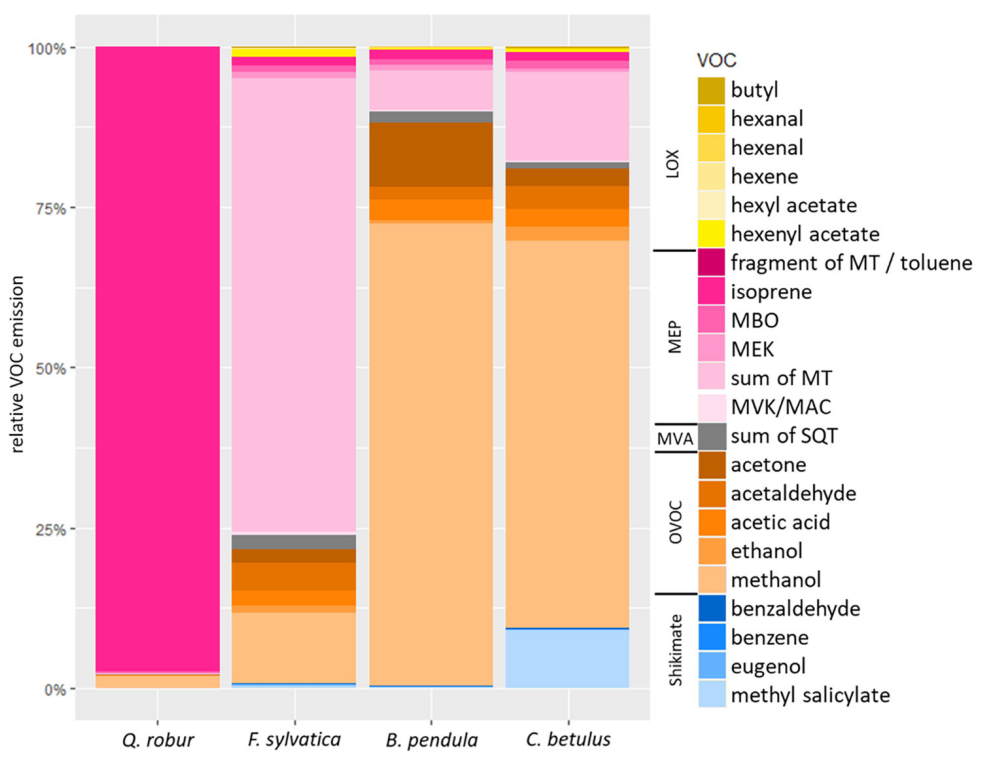 VOC
100%
75%
50%
25%
0%
relative VOC emission
Q. robur
F. sylvatica
B. pendula
C. betulus
LOX
butyl
hexanal
hexenal
hexene
hexyl acetate
hexenyl acetate
MEP
fragment of MT / toluene
isoprene
MBO
MEK
sum of MT
MVK/MAC
MVA
sum of SQT
OVOC
acetone
acetaldehyde
acetic acid
ethanol
methanol
Shikimate
benzaldehyde
benzene
eugenol
methyl salicylate